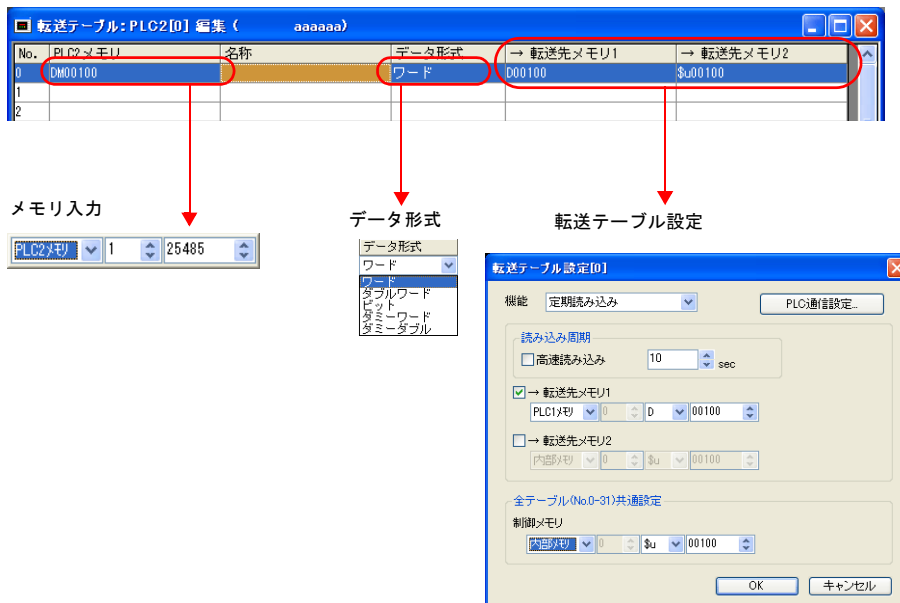 転送テーブル:PLC2[0] 編集 ( aaaaaa)
No. PLC2メモリ 名称 データ形式 → 転送先メモリ1 → 転送先メモリ2
0 DM00100 ワード D00100 $u00100
1
2
メモリ入力
データ形式
転送テーブル設定
PLC2メモリ 1 25485
データ形式
ワード
ワード
ダブルワード
ビット
ダミーワード
ダミーダブル
転送テーブル設定[0]
機能 定期読み込み PLC通信設定...
読み込み周期
高速読み込み 10 sec
→ 転送先メモリ1
PLC1メモリ 0 D 00100
→ 転送先メモリ2
内部メモリ 0 $u 00100
全テーブル(No.0-31)共通設定
制御メモリ
内部メモリ 0 $u 00100
OK キャンセル